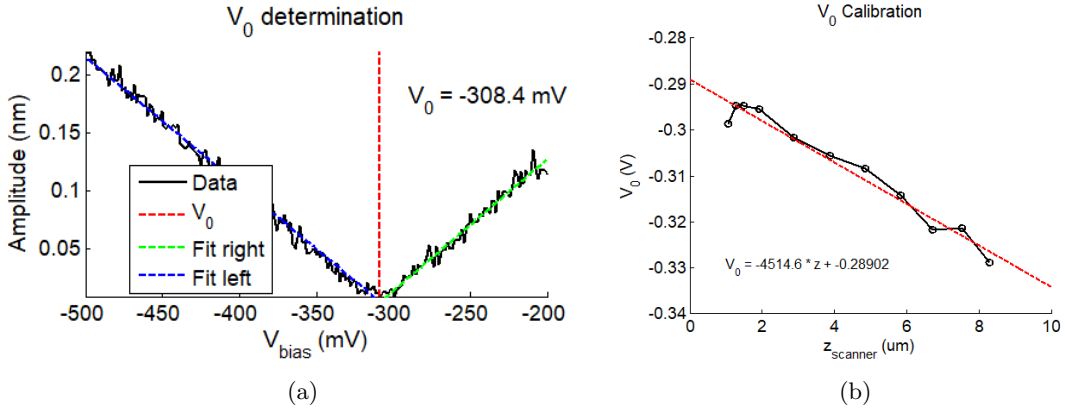 V0 determination
Amplitude (nm)
0.2
0.15
0.1
0.05
V0 = -308.4 mV
Data
V0
Fit right
Fit left
-500 -450 -400 -350 -300 -250 -200
Vbias (mV)
(a)
V0 Calibration
V0 (V)
-0.28
-0.29
-0.3
-0.31
-0.32
-0.33
-0.34
V0 = -4514.6 * z + -0.28902
0 2 4 6 8 10
zscanner (um)
(b)